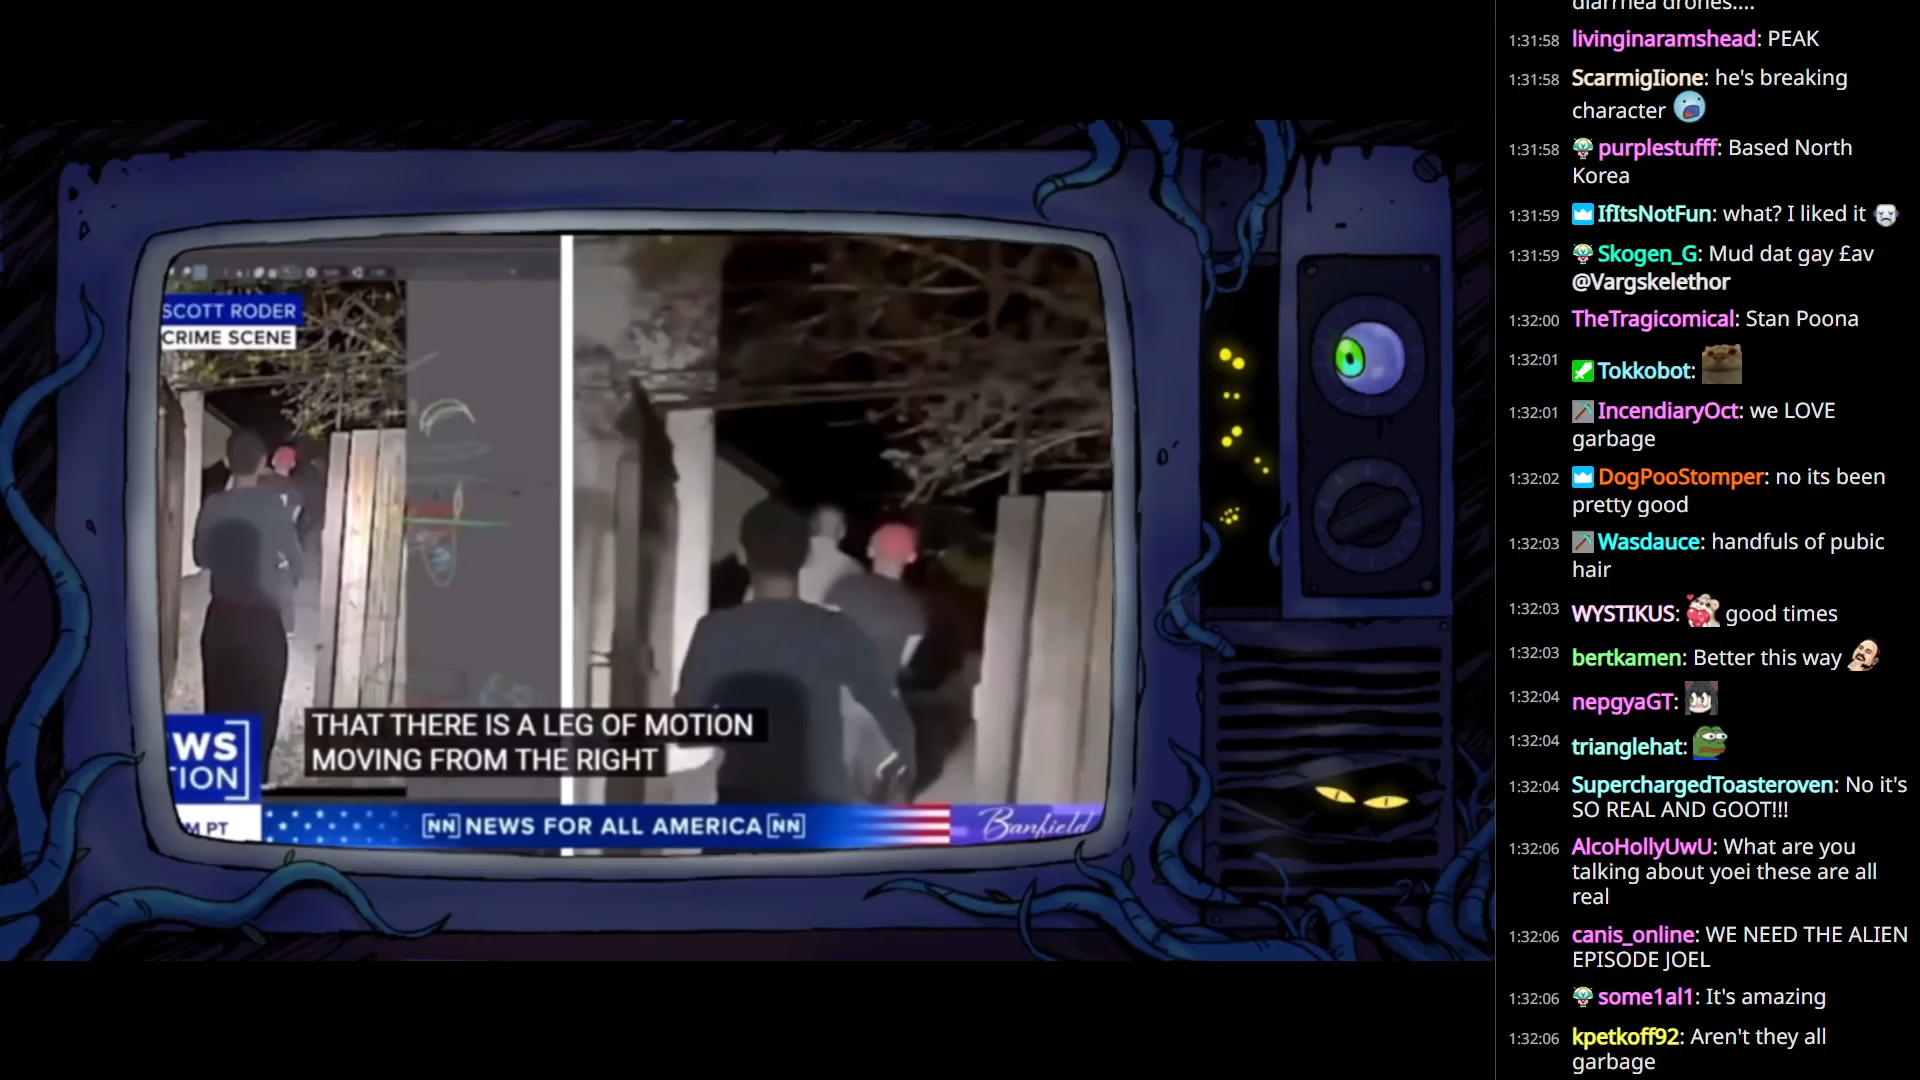 SCOTT RODER
CRIME SCENE
THAT THERE IS A LEG OF MOTION
MOVING FROM THE RIGHT
WS
TION
M PT
[NN] NEWS FOR ALL AMERICA [NN]
Banfield
diarrhea drones....
1:31:58 livinginaramshead: PEAK
1:31:58 ScarmigIione: he's breaking
character
1:31:58 purplestufff: Based North
Korea
1:31:59 IfItsNotFun: what? I liked it
1:31:59 Skogen_G: Mud dat gay £av
@Vargskelethor
1:32:00 TheTragicomical: Stan Poona
1:32:01 Tokkobot:
1:32:01 IncendiaryOct: we LOVE
garbage
1:32:02 DogPooStomper: no its been
pretty good
1:32:03 Wasdauce: handfuls of pubic
hair
1:32:03 WYSTIKUS: good times
1:32:03 bertkamen: Better this way
1:32:04 nepgyaGT:
1:32:04 trianglehat:
1:32:04 SuperchargedToasteroven: No it's
SO REAL AND GOOT!!!
1:32:06 AlcoHollyUwU: What are you
talking about yoei these are all
real
1:32:06 canis_online: WE NEED THE ALIEN
EPISODE JOEL
1:32:06 some1al1: It's amazing
1:32:06 kpetkoff92: Aren't they all
garbage